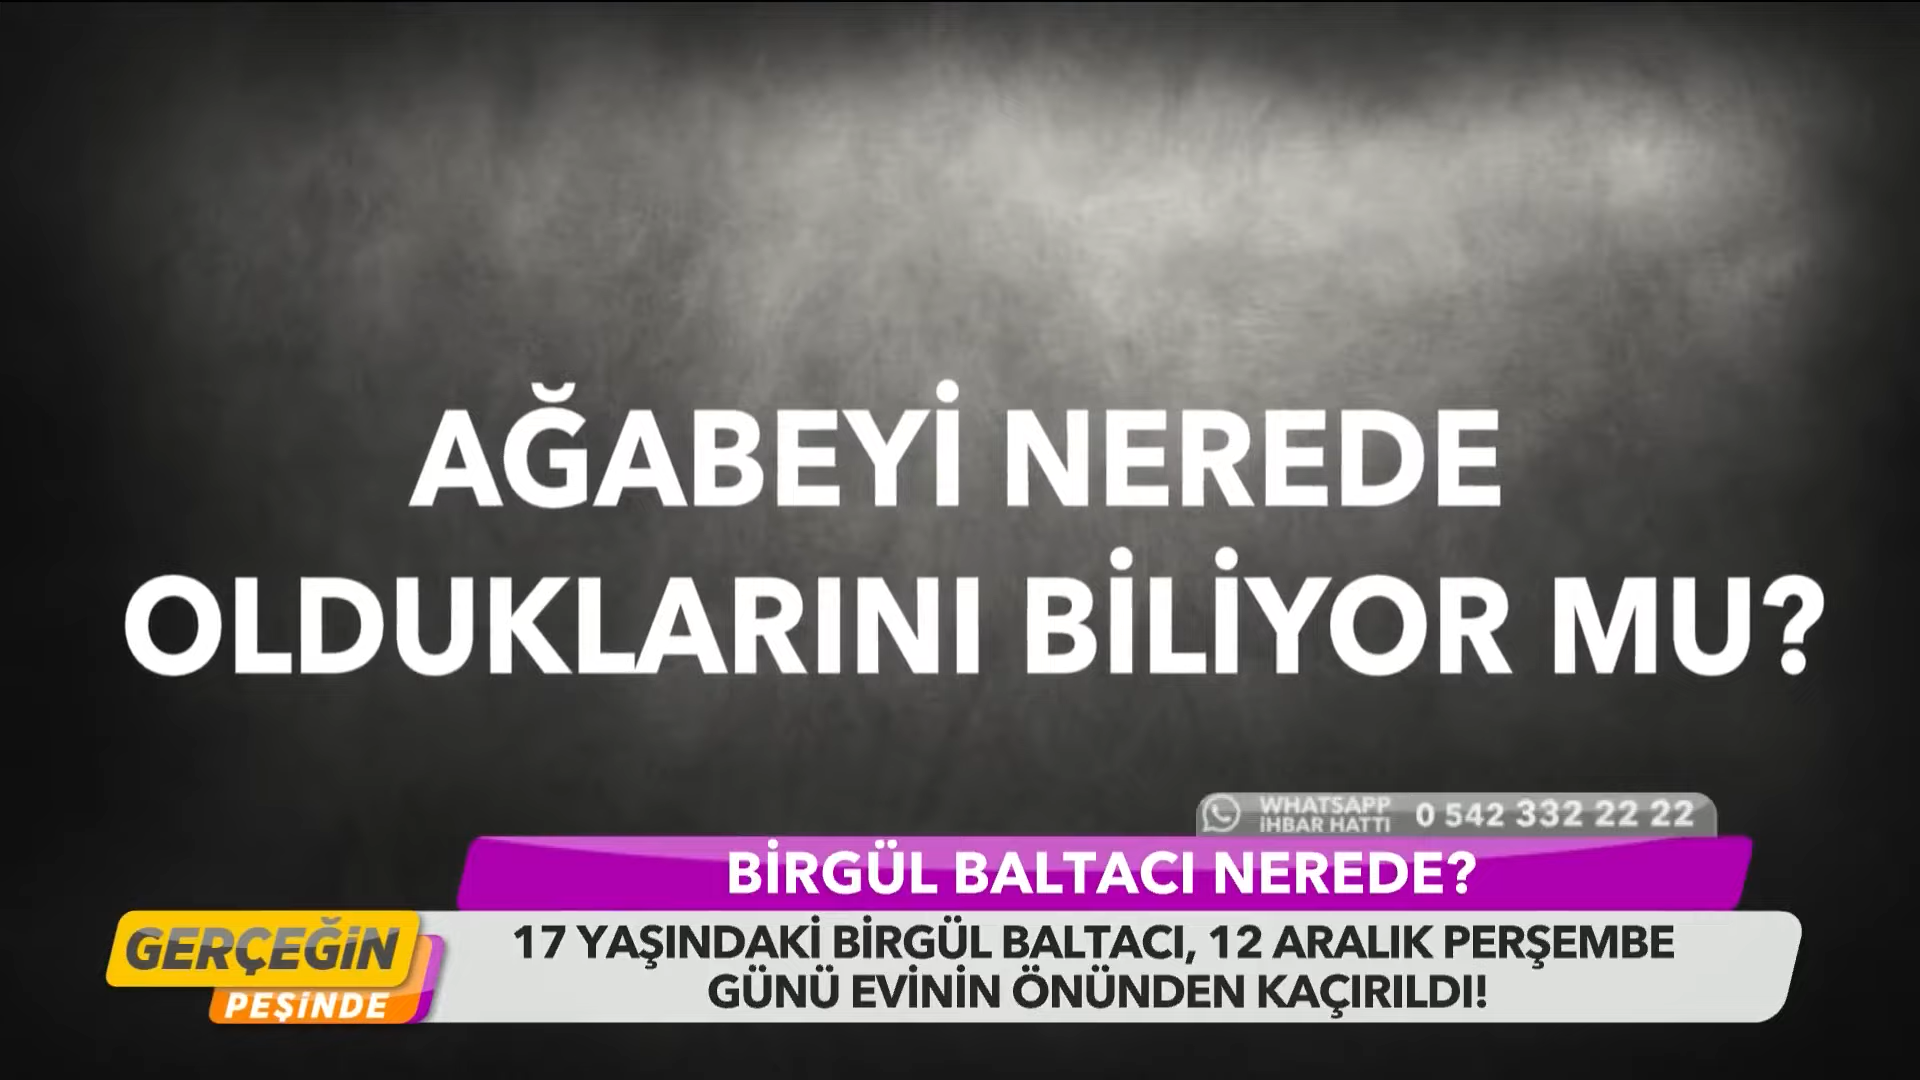 AĞABEYİ NEREDE
OLDUKLARINI BİLİYOR MU?
WHATSAPP
İHBAR HATTI
0 542 332 22 22
BİRGÜL BALTACI NEREDE?
GERÇEĞİN
PEŞİNDE
17 YAŞINDAKİ BİRGÜL BALTACI, 12 ARALIK PERŞEMBE
GÜNÜ EVİNİN ÖNÜNDEN KAÇIRILDI!